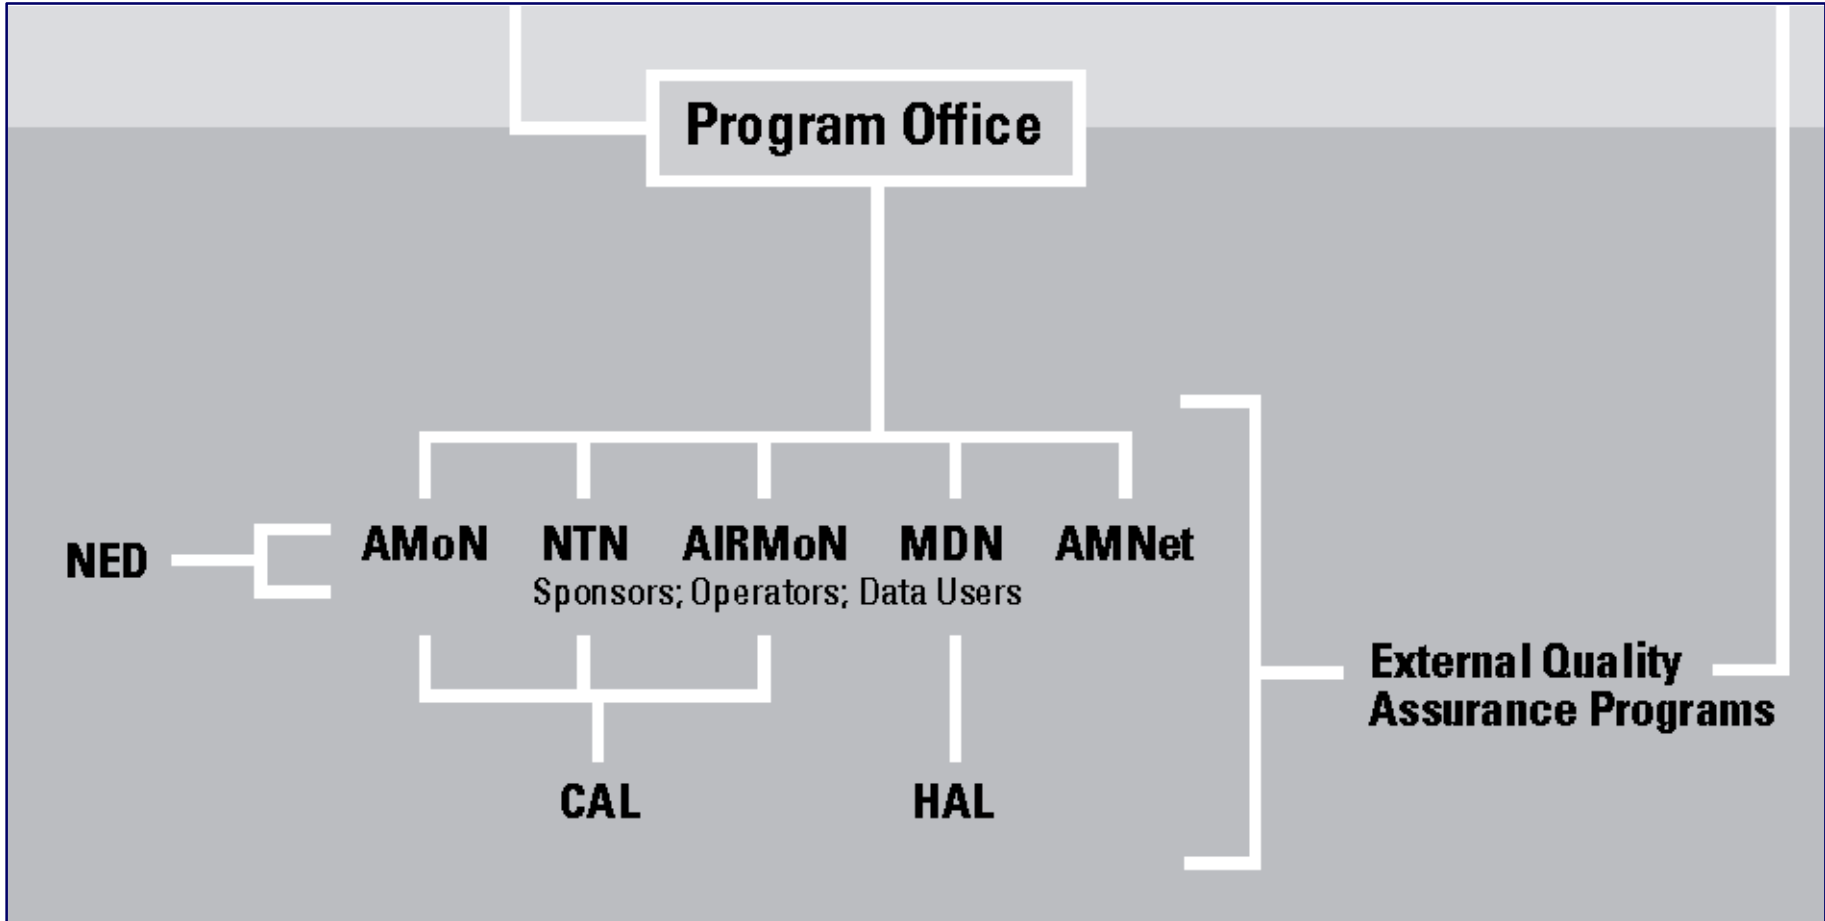 Program Office
NED
AMoN NTN AIRMoN MDN AMNet
Sponsors; Operators; Data Users
External Quality
Assurance Programs
CAL HAL